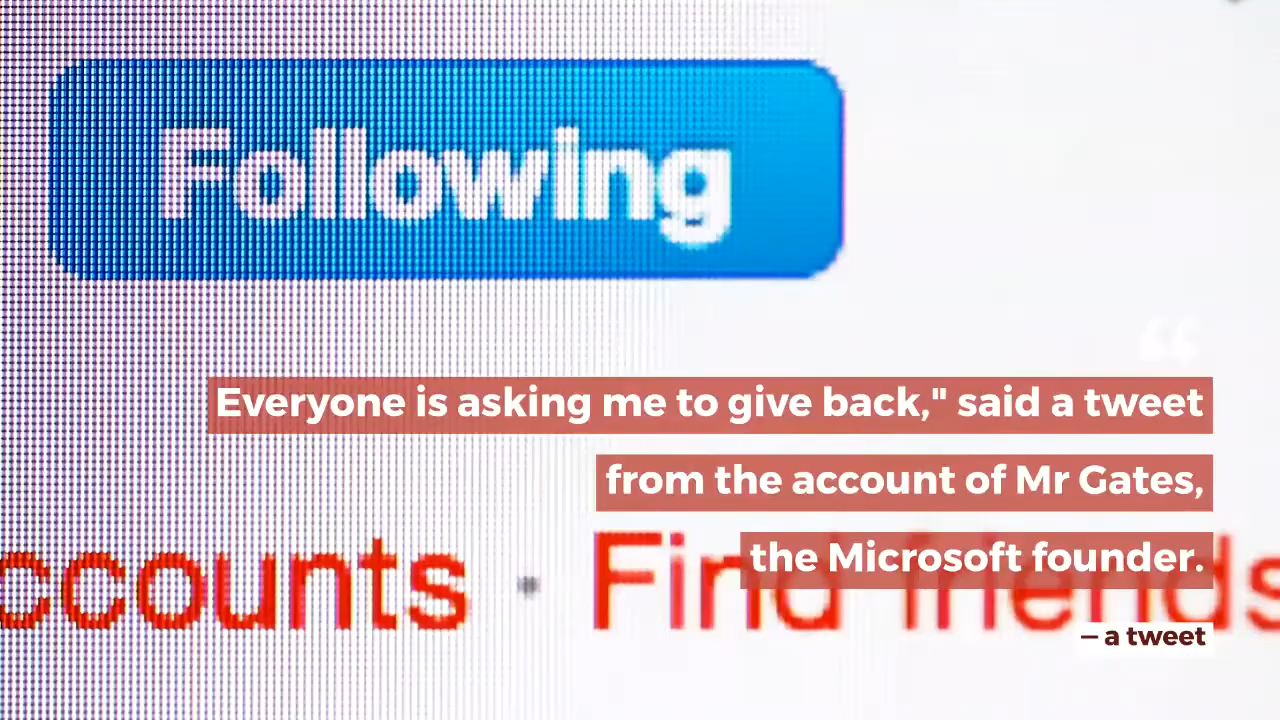 Following
“
Everyone is asking me to give back," said a tweet
from the account of Mr Gates,
the Microsoft founder.
ccounts · Find friends
– a tweet